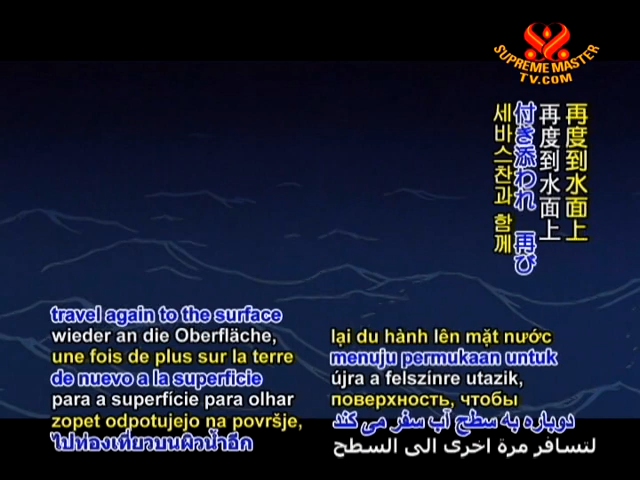 SUPREME MASTER
TV.COM
再度到水面上
再度到水面上
付き添われ 再び
세바스찬과 함께
travel again to the surface
wieder an die Oberfläche,
une fois de plus sur la terre
de nuevo a la superficie
para a superfície para olhar
zopet odpotujejo na površje,
ไปท่องเที่ยวบนผิวน้ำอีก
lại du hành lên mặt nước
menuju permukaan untuk
újra a felszínre utazik,
поверхность, чтобы
دوباره به سطح آب سفر می کند
لتسافر مرة اخرى الى السطح